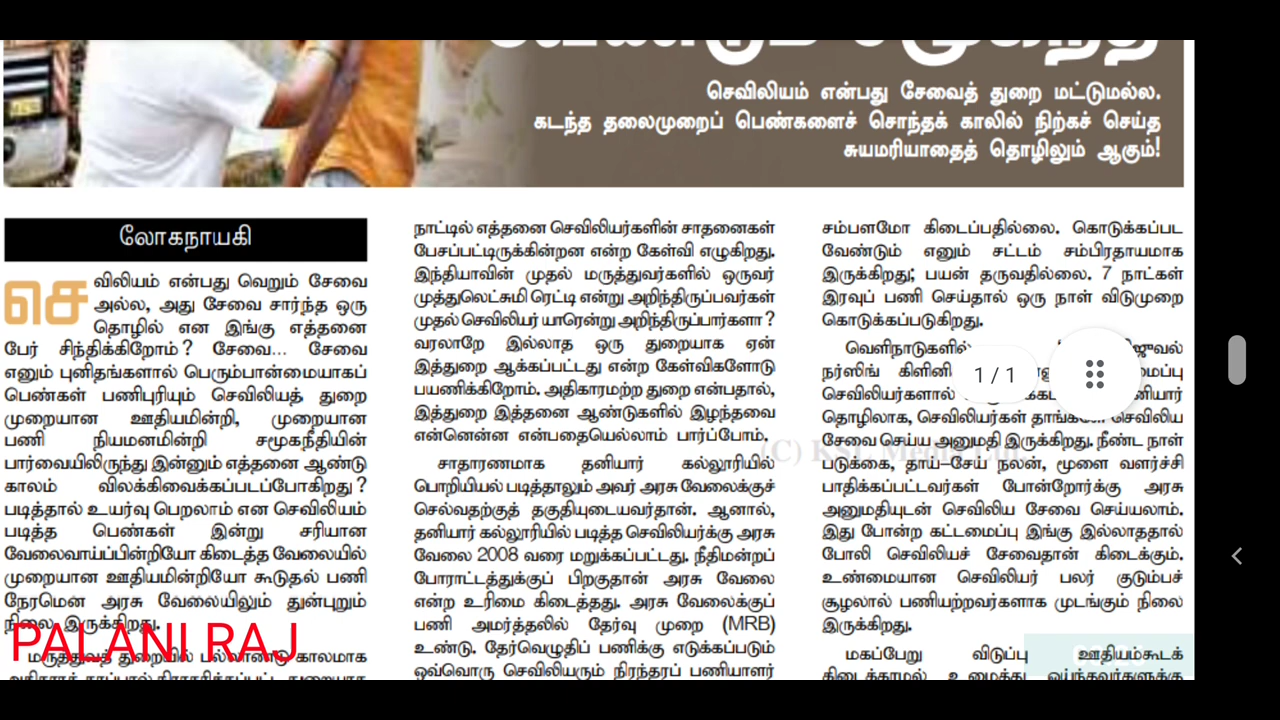 செவிலியம் என்பது சேவைத் துறை மட்டுமல்ல.
கடந்த தலைமுறைப் பெண்களைச் சொந்தக் காலில் நிற்கச் செய்த
சுயமரியாதைத் தொழிலும் ஆகும்!
லோகநாயகி
செவிலியம் என்பது வெறும் சேவை
அல்ல, அது சேவை சார்ந்த ஒரு
தொழில் என இங்கு எத்தனை
பேர் சிந்திக்கிறோம்? சேவை... சேவை
எனும் புனிதங்களால் பெரும்பான்மையாகப்
பெண்கள் பணிபுரியும் செவிலியத் துறை
முறையான ஊதியமின்றி, முறையான
பணி நியமனமின்றி சமூகநீதியின்
பார்வையிலிருந்து இன்னும் எத்தனை ஆண்டு
காலம் விலக்கிவைக்கப்படப்போகிறது?
படித்தால் உயர்வு பெறலாம் என செவிலியம்
படித்த பெண்கள் இன்று சரியான
வேலைவாய்ப்பின்றியோ கிடைத்த வேலையில்
முறையான ஊதியமின்றியோ கூடுதல் பணி
நேரமென அரசு வேலையிலும் துன்புறும்
நிலை இருக்கிறது.
மருத்துவத் துறையில் பல்லாண்டு காலமாக
நாட்டில் எத்தனை செவிலியர்களின் சாதனைகள்
பேசப்பட்டிருக்கின்றன என்ற கேள்வி எழுகிறது.
இந்தியாவின் முதல் மருத்துவர்களில் ஒருவர்
முத்துலெட்சுமி ரெட்டி என்று அறிந்திருப்பவர்கள்
முதல் செவிலியர் யாரென்று அறிந்திருப்பார்களா?
வரலாறே இல்லாத ஒரு துறையாக ஏன்
இத்துறை ஆக்கப்பட்டது என்ற கேள்விகளோடு
பயணிக்கிறோம். அதிகாரமற்ற துறை என்பதால்,
இத்துறை இத்தனை ஆண்டுகளில் இழந்தவை
என்னென்ன என்பதையெல்லாம் பார்ப்போம்.
சாதாரணமாக தனியார் கல்லூரியில்
பொறியியல் படித்தாலும் அவர் அரசு வேலைக்குச்
செல்வதற்குத் தகுதியுடையவர்தான். ஆனால்,
தனியார் கல்லூரியில் படித்த செவிலியர்க்கு அரசு
வேலை 2008 வரை மறுக்கப்பட்டது. நீதிமன்றப்
போராட்டத்துக்குப் பிறகுதான் அரசு வேலை
என்ற உரிமை கிடைத்தது. அரசு வேலைக்குப்
பணி அமர்த்தலில் தேர்வு முறை (MRB)
உண்டு. தேர்வெழுதிப் பணிக்கு எடுக்கப்படும்
ஒவ்வொரு செவிலியரும் நிரந்தரப் பணியாளர்
சம்பளமோ கிடைப்பதில்லை. கொடுக்கப்பட
வேண்டும் எனும் சட்டம் சம்பிரதாயமாக
இருக்கிறது; பயன் தருவதில்லை. 7 நாட்கள்
இரவுப் பணி செய்தால் ஒரு நாள் விடுமுறை
கொடுக்கப்படுகிறது.
வெளிநாடுகளில்
நர்ஸிங்
செவிலியர்களால்
தொழிலாக, செவிலியர்கள் தாங்களே செவிலிய
சேவை செய்ய அனுமதி இருக்கிறது. நீண்ட நாள்
படுக்கை, தாய்–சேய் நலன், மூளை வளர்ச்சி
பாதிக்கப்பட்டவர்கள் போன்றோர்க்கு அரசு
அனுமதியுடன் செவிலிய சேவை செய்யலாம்.
இது போன்ற கட்டமைப்பு இங்கு இல்லாததால்
போலி செவிலியச் சேவைதான் கிடைக்கும்.
உண்மையான செவிலியர் பலர் குடும்பச்
சூழலால் பணியற்றவர்களாக முடங்கும் நிலை
இருக்கிறது.
மகப்பேறு விடுப்பு ஊதியம்கூடக்
1 / 1
(C) KSL Media Ltd.
PALANI RAJ